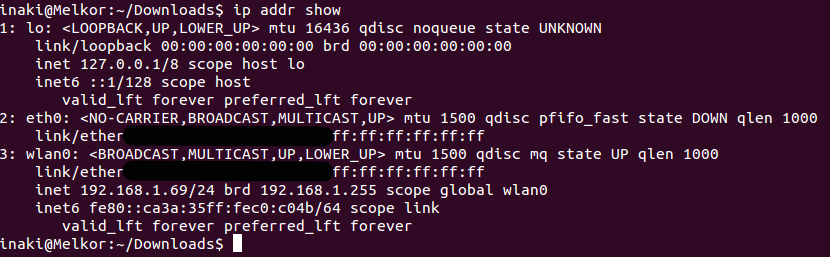 inaki@Melkor:~/Downloads$ ip addr show
1: lo: <LOOPBACK,UP,LOWER_UP> mtu 16436 qdisc noqueue state UNKNOWN
    link/loopback 00:00:00:00:00:00 brd 00:00:00:00:00:00
    inet 127.0.0.1/8 scope host lo
    inet6 ::1/128 scope host
       valid_lft forever preferred_lft forever
2: eth0: <NO-CARRIER,BROADCAST,MULTICAST,UP> mtu 1500 qdisc pfifo_fast state DOWN qlen 1000
    link/ether ff:ff:ff:ff:ff:ff
3: wlan0: <BROADCAST,MULTICAST,UP,LOWER_UP> mtu 1500 qdisc mq state UP qlen 1000
    link/ether ff:ff:ff:ff:ff:ff
    inet 192.168.1.69/24 brd 192.168.1.255 scope global wlan0
    inet6 fe80::ca3a:35ff:fec0:c04b/64 scope link
       valid_lft forever preferred_lft forever
inaki@Melkor:~/Downloads$